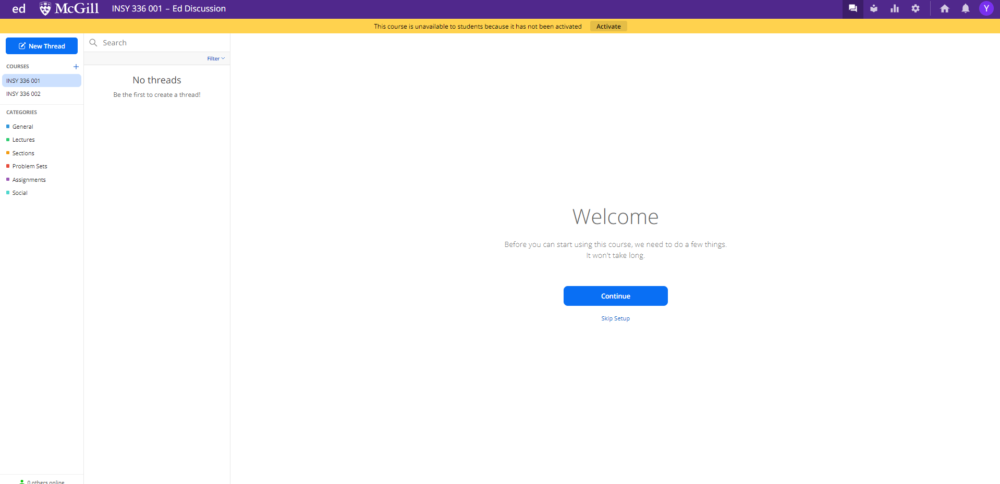 ed McGill INSY 336 001 – Ed Discussion Y
This course is unavailable to students because it has not been activated Activate
New Thread
COURSES
INSY 336 001
INSY 336 002
CATEGORIES
General
Lectures
Sections
Problem Sets
Assignments
Social
0 others online
Search
Filter
No threads
Be the first to create a thread!
Welcome
Before you can start using this course, we need to do a few things.
It won't take long.
Continue
Skip Setup